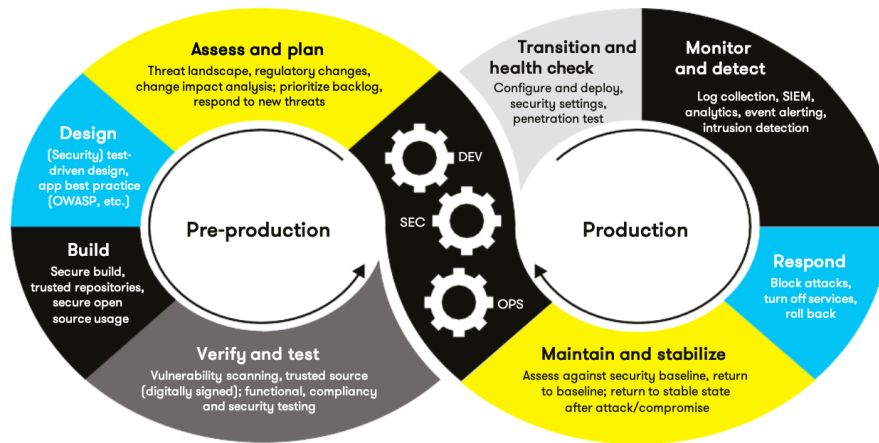 Assess and plan
Threat landscape, regulatory changes,
change impact analysis; prioritize backlog,
respond to new threats
Design
(Security) test-
driven design,
app best practice
(OWASP, etc.)
Build
Secure build,
trusted repositories,
secure open
source usage
Verify and test
Vulnerability scanning, trusted source
(digitally signed); functional, compliancy
and security testing
Pre-production
DEV
SEC
OPS
Transition and
health check
Configure and deploy,
security settings,
penetration test
Monitor
and detect
Log collection, SIEM,
analytics, event alerting,
intrusion detection
Respond
Block attacks,
turn off services,
roll back
Maintain and stabilize
Assess against security baseline, return
to baseline; return to stable state
after attack/compromise
Production